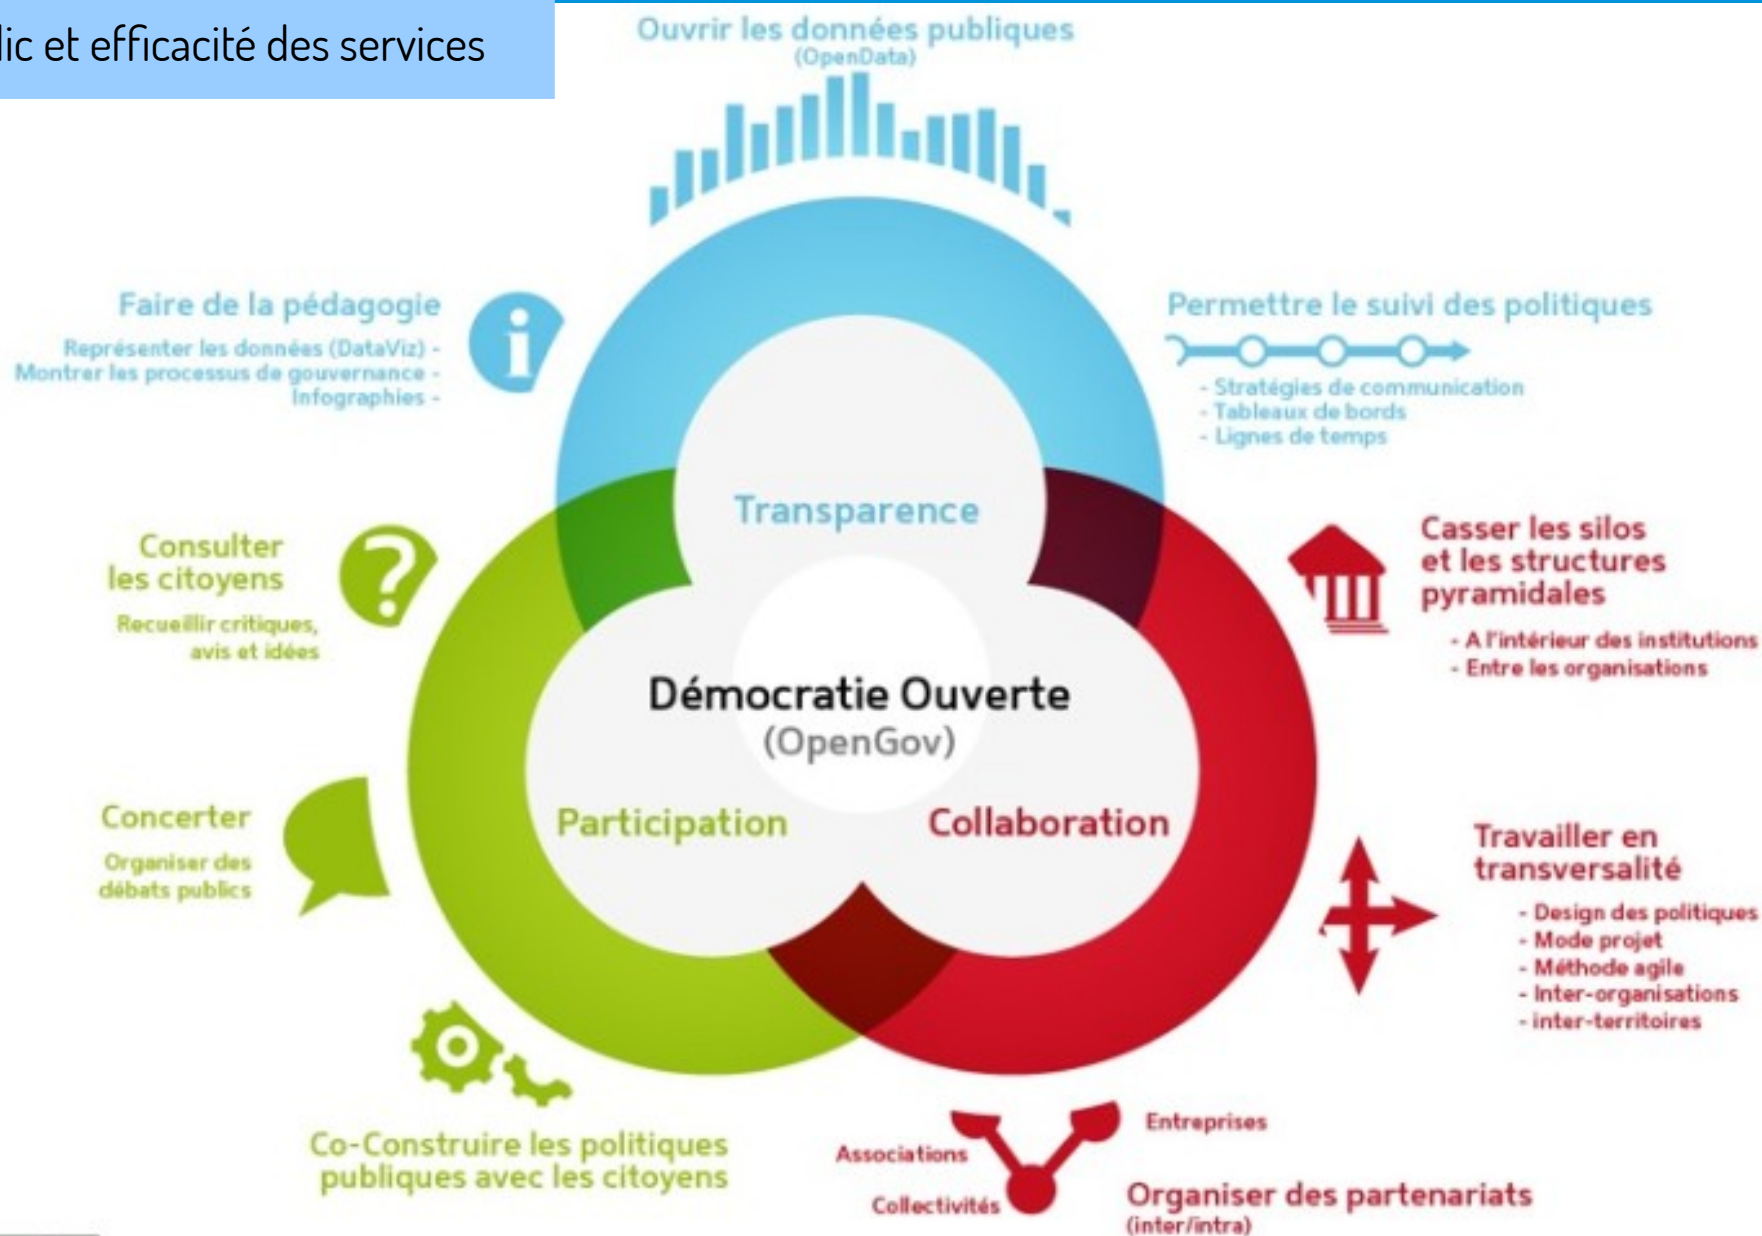 et efficacité des services
Ouvrir les données publiques
(OpenData)
Faire de la pédagogie
Représenter les données (DataViz) -
Montrer les processus de gouvernance -
Infographies -
Permettre le suivi des politiques
- Stratégies de communication
- Tableaux de bords
- Lignes de temps
Transparence
Consulter
les citoyens
Recueillir critiques,
avis et idées
Casser les silos
et les structures
pyramidales
- A l'intérieur des institutions
- Entre les organisations
Démocratie Ouverte
(OpenGov)
Participation
Collaboration
Concerter
Organiser des
débats publics
Travailler en
transversalité
- Design des politiques
- Mode projet
- Méthode agile
- Inter-organisations
- inter-territoires
Co-Construire les politiques
publiques avec les citoyens
Entreprises
Associations
Collectivités
Organiser des partenariats
(inter/intra)